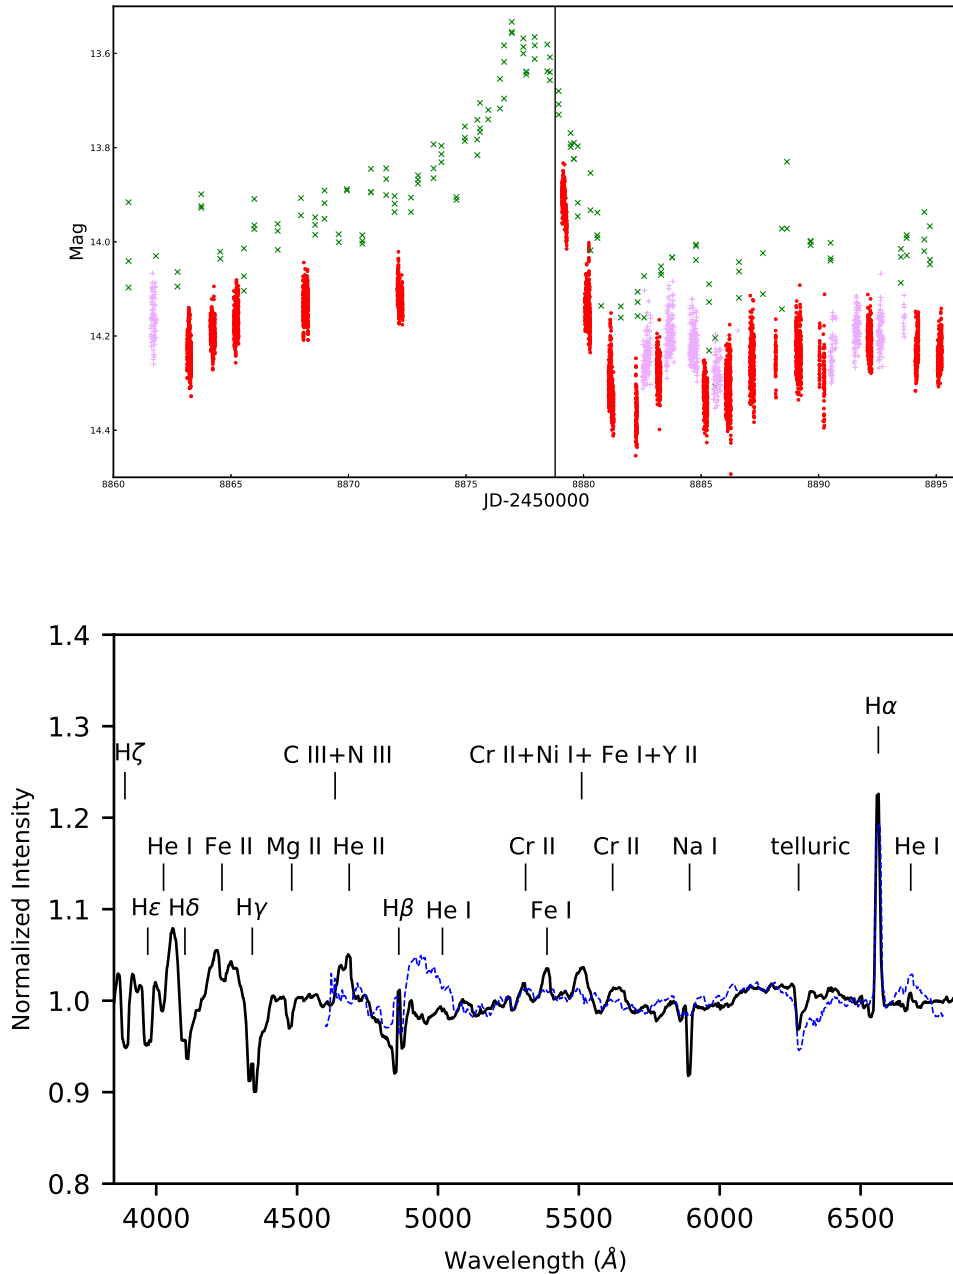 13.6
13.8
14.0
14.2
14.4
Mag
8860 8865 8870 8875 8880 8885 8890 8895
JD-2450000
1.4
1.3
1.2
1.1
1.0
0.9
0.8
Normalized Intensity
Hα
Hζ C III+N III Cr II+Ni I+ Fe I+Y II
He I Fe II Mg II He II Cr II Cr II Na I telluric He I
Hε Hδ Hγ Hβ He I Fe I
4000 4500 5000 5500 6000 6500
Wavelength (Å)